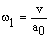 ω₁ = v/a₀